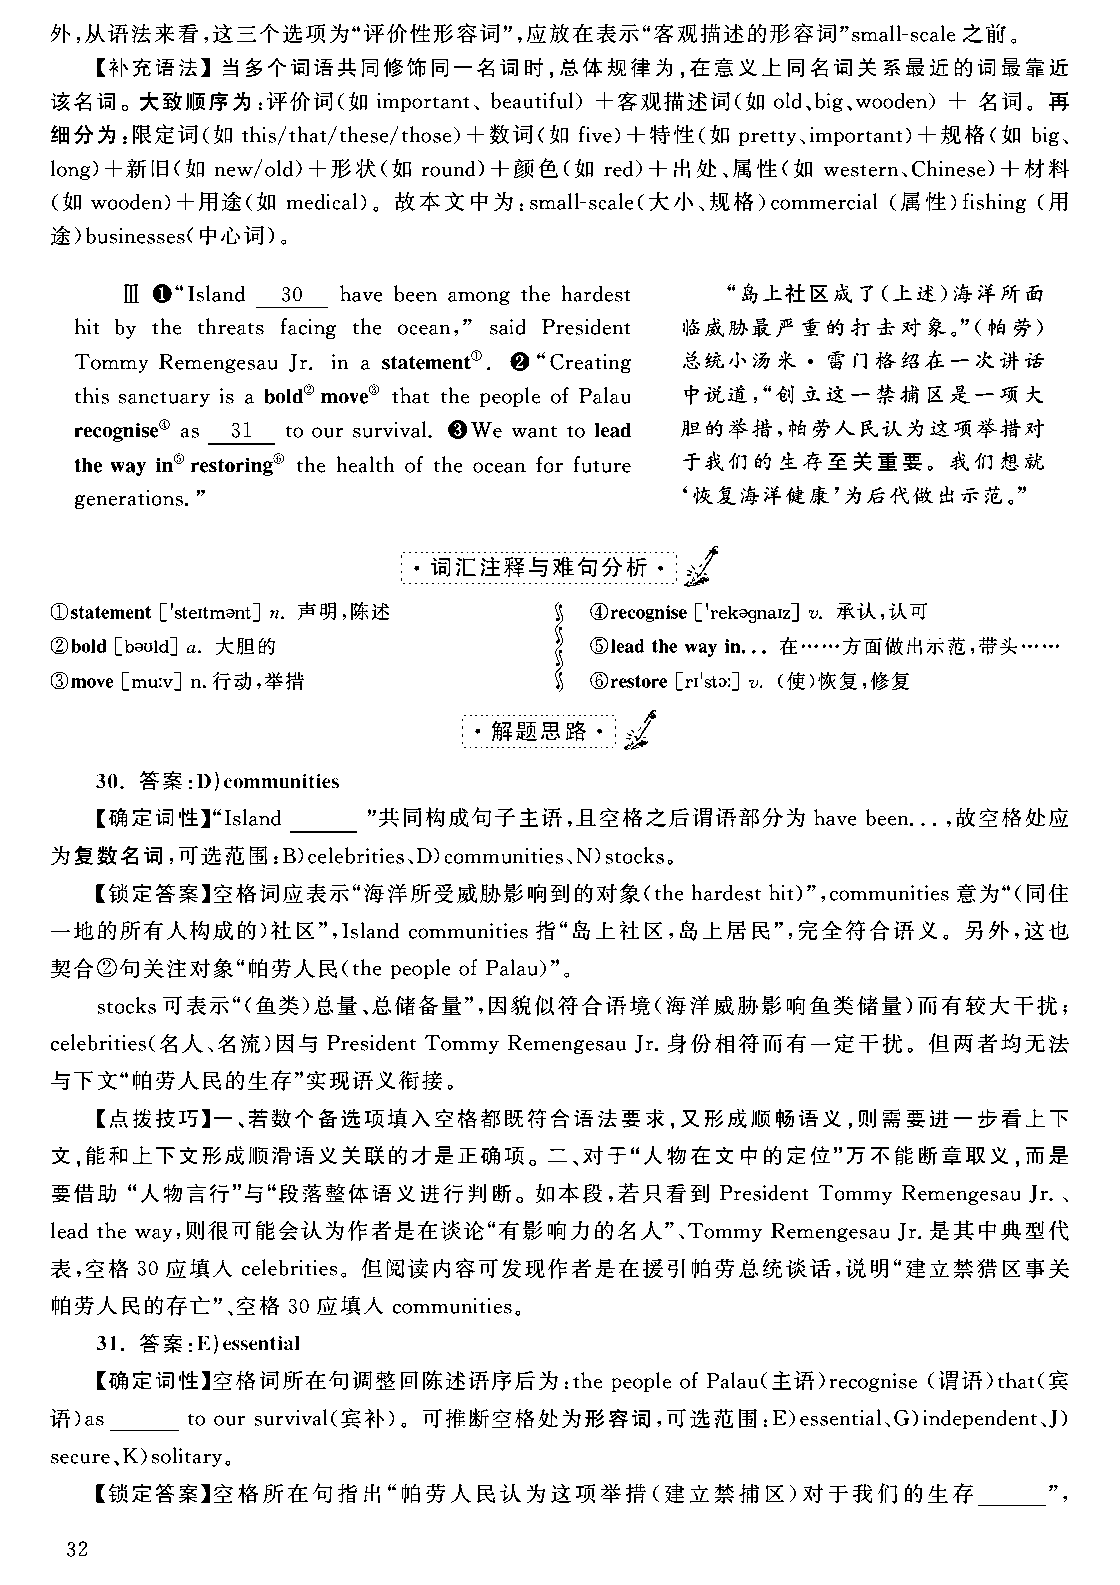 外,从语法来看,这三个选项为“评价性形容词”,应放在表示“客观描述的形容词”small-scale 之前。
【补充语法】当多个词语共同修饰同一名词时,总体规律为,在意义上同名词关系最近的词最靠近
该名词。大致顺序为:评价词(如 important、beautiful) ＋客观描述词(如 old、big、wooden) ＋ 名词。再
细分为:限定词(如 this/that/these/those)＋数词(如 five)＋特性(如 pretty、important)＋规格(如 big、
long)＋新旧(如 new/old)＋形状(如 round)＋颜色(如 red)＋出处、属性(如 western、Chinese)＋材料
(如 wooden)＋用途(如 medical)。故本文中为:small-scale(大小、规格)commercial (属性)fishing (用
途)businesses(中心词)。
Ⅲ ❶“Island 30 have been among the hardest
hit by the threats facing the ocean,” said President
Tommy Remengesau Jr. in a statement①. ❷“Creating
this sanctuary is a bold② move③ that the people of Palau
recognise④ as 31 to our survival. ❸We want to lead
the way in⑤ restoring⑥ the health of the ocean for future
generations.”
“岛上社区成了(上述)海洋所面
临威胁最严重的打击对象。”(帕劳)
总统小汤米·雷门格绍在一次讲话
中说道,“创立这一禁捕区是一项大
胆的举措,帕劳人民认为这项举措对
于我们的生存至关重要。我们想就
‘恢复海洋健康’为后代做出示范。”
·词汇注释与难句分析·
①statement [ˈsteɪtmənt] n. 声明,陈述
②bold [bəʊld] a. 大胆的
③move [muːv] n. 行动,举措
④recognise [ˈrekəgnaɪz] v. 承认,认可
⑤lead the way in... 在……方面做出示范,带头……
⑥restore [rɪˈstɔː] v. (使)恢复,修复
·解题思路·
30. 答案:D)communities
【确定词性】“Island ______ ”共同构成句子主语,且空格之后谓语部分为 have been...,故空格处应
为复数名词,可选范围:B)celebrities、D)communities、N)stocks。
【锁定答案】空格词应表示“海洋所受威胁影响到的对象(the hardest hit)”,communities 意为“(同住
一地的所有人构成的)社区”,Island communities 指“岛上社区,岛上居民”,完全符合语义。另外,这也
契合②句关注对象“帕劳人民(the people of Palau)”。
stocks 可表示“(鱼类)总量、总储备量”,因貌似符合语境(海洋威胁影响鱼类储量)而有较大干扰;
celebrities(名人、名流)因与 President Tommy Remengesau Jr. 身份相符而有一定干扰。但两者均无法
与下文“帕劳人民的生存”实现语义衔接。
【点拨技巧】一、若数个备选项填入空格都既符合语法要求,又形成顺畅语义,则需要进一步看上下
文,能和上下文形成顺滑语义关联的才是正确项。二、对于“人物在文中的定位”万不能断章取义,而是
要借助 “人物言行”与“段落整体语义进行判断。如本段,若只看到 President Tommy Remengesau Jr. 、
lead the way,则很可能会认为作者是在谈论“有影响力的名人”、Tommy Remengesau Jr. 是其中典型代
表,空格 30 应填入 celebrities。但阅读内容可发现作者是在援引帕劳总统谈话,说明“建立禁猎区事关
帕劳人民的存亡”、空格 30 应填入 communities。
31. 答案:E)essential
【确定词性】空格词所在句调整回陈述语序后为:the people of Palau(主语)recognise (谓语)that(宾
语)as ______ to our survival(宾补)。可推断空格处为形容词,可选范围:E)essential、G)independent、J)
secure、K)solitary。
【锁定答案】空格所在句指出“帕劳人民认为这项举措(建立禁捕区)对于我们的生存______”,
32